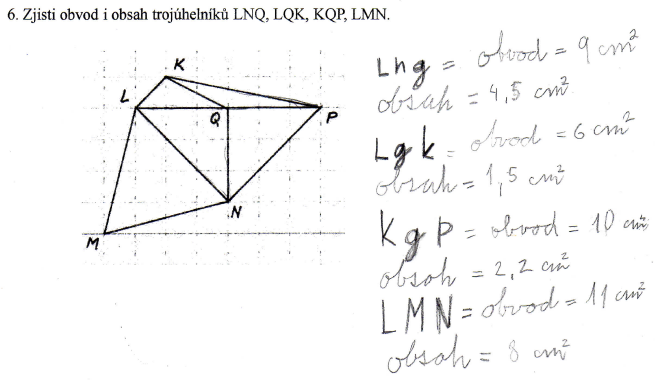 6. Zjisti obvod i obsah trojúhelníků LNQ, LQK, KQP, LMN.
K
L
Q
P
N
M
Lng = obvod = 9 cm²
obsah = 4,5 cm²
Lgk = obvod = 6 cm²
obsah = 1,5 cm²
KgP = obvod = 10 cm²
obsah = 2,2 cm²
LMN = obvod = 11 cm²
obsah = 8 cm²